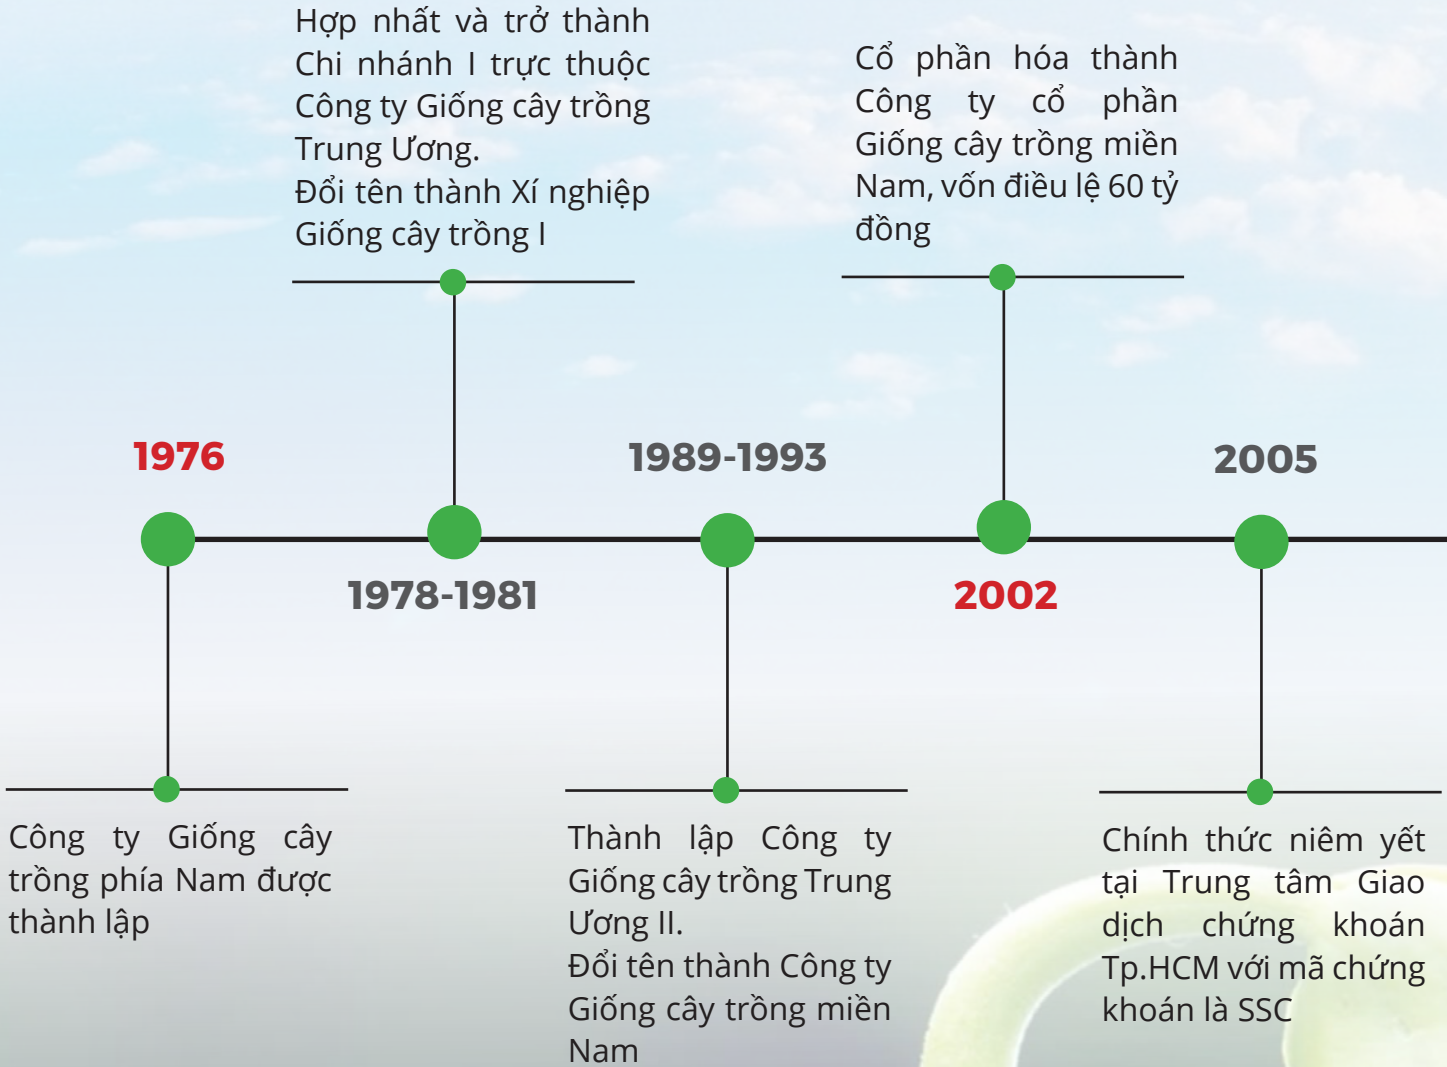 Hợp nhất và trở thành
Chi nhánh I trực thuộc
Công ty Giống cây trồng
Trung Ương.
Đổi tên thành Xí nghiệp
Giống cây trồng I
Cổ phần hóa thành
Công ty cổ phần
Giống cây trồng miền
Nam, vốn điều lệ 60 tỷ
đồng
1976
1989-1993
2005
1978-1981
2002
Công ty Giống cây
trồng phía Nam được
thành lập
Thành lập Công ty
Giống cây trồng Trung
Ương II.
Đổi tên thành Công ty
Giống cây trồng miền
Nam
Chính thức niêm yết
tại Trung tâm Giao
dịch chứng khoán
Tp.HCM với mã chứng
khoán là SSC